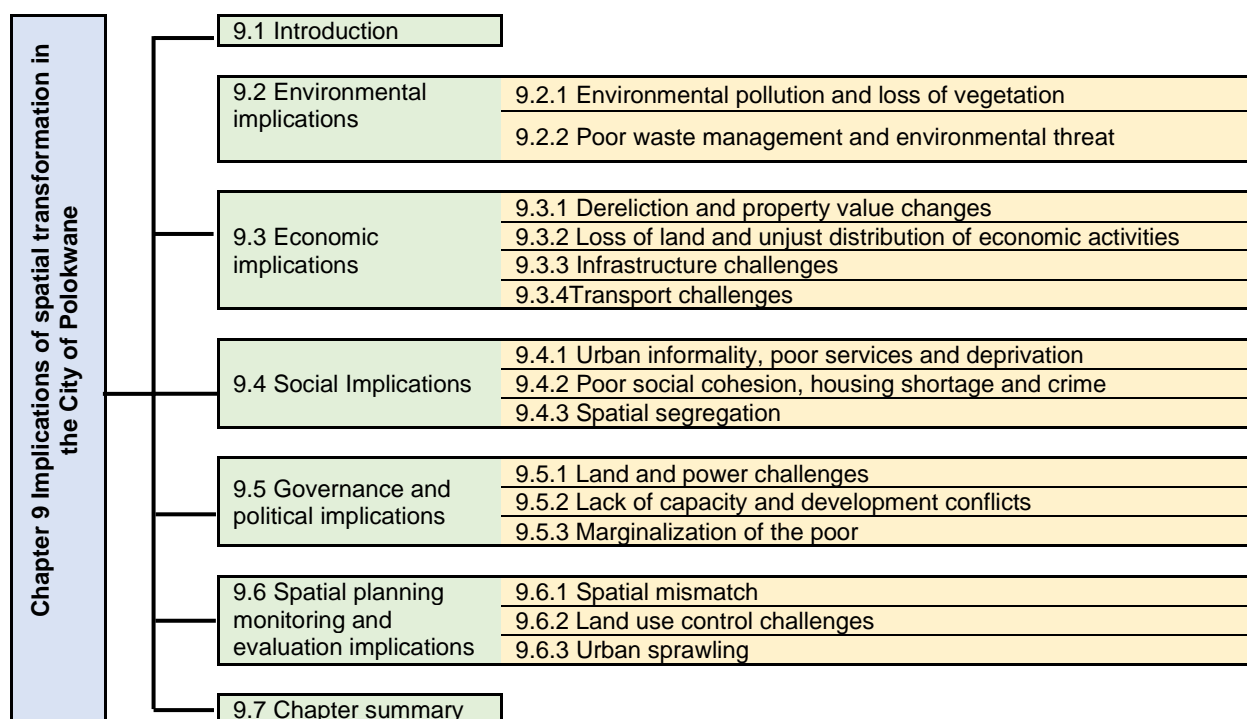 Chapter 9 Implications of spatial transformation in
the City of Polokwane
9.1 Introduction
9.2 Environmental
implications
9.2.1 Environmental pollution and loss of vegetation
9.2.2 Poor waste management and environmental threat
9.3 Economic
implications
9.3.1 Dereliction and property value changes
9.3.2 Loss of land and unjust distribution of economic activities
9.3.3 Infrastructure challenges
9.3.4Transport challenges
9.4 Social Implications
9.4.1 Urban informality, poor services and deprivation
9.4.2 Poor social cohesion, housing shortage and crime
9.4.3 Spatial segregation
9.5 Governance and
political implications
9.5.1 Land and power challenges
9.5.2 Lack of capacity and development conflicts
9.5.3 Marginalization of the poor
9.6 Spatial planning
monitoring and
evaluation implications
9.6.1 Spatial mismatch
9.6.2 Land use control challenges
9.6.3 Urban sprawling
9.7 Chapter summary